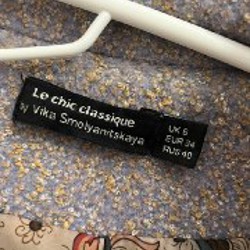 Le chic classique
by Vika Smolyanitskaya
UK 6
EUR 34
RUS 40